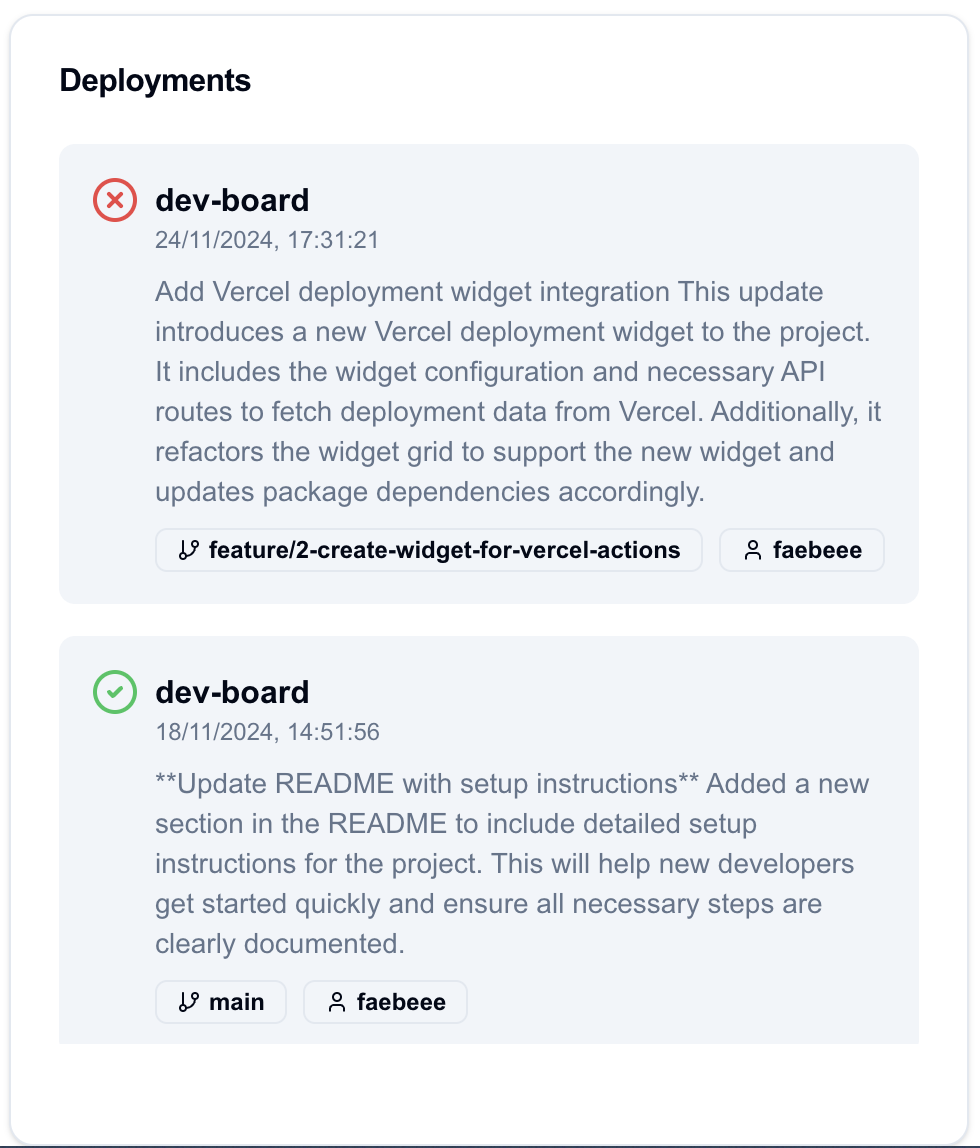 Deployments
dev-board
24/11/2024, 17:31:21
Add Vercel deployment widget integration This update
introduces a new Vercel deployment widget to the project.
It includes the widget configuration and necessary API
routes to fetch deployment data from Vercel. Additionally, it
refactors the widget grid to support the new widget and
updates package dependencies accordingly.
feature/2-create-widget-for-vercel-actions faebeee
dev-board
18/11/2024, 14:51:56
**Update README with setup instructions** Added a new
section in the README to include detailed setup
instructions for the project. This will help new developers
get started quickly and ensure all necessary steps are
clearly documented.
main faebeee